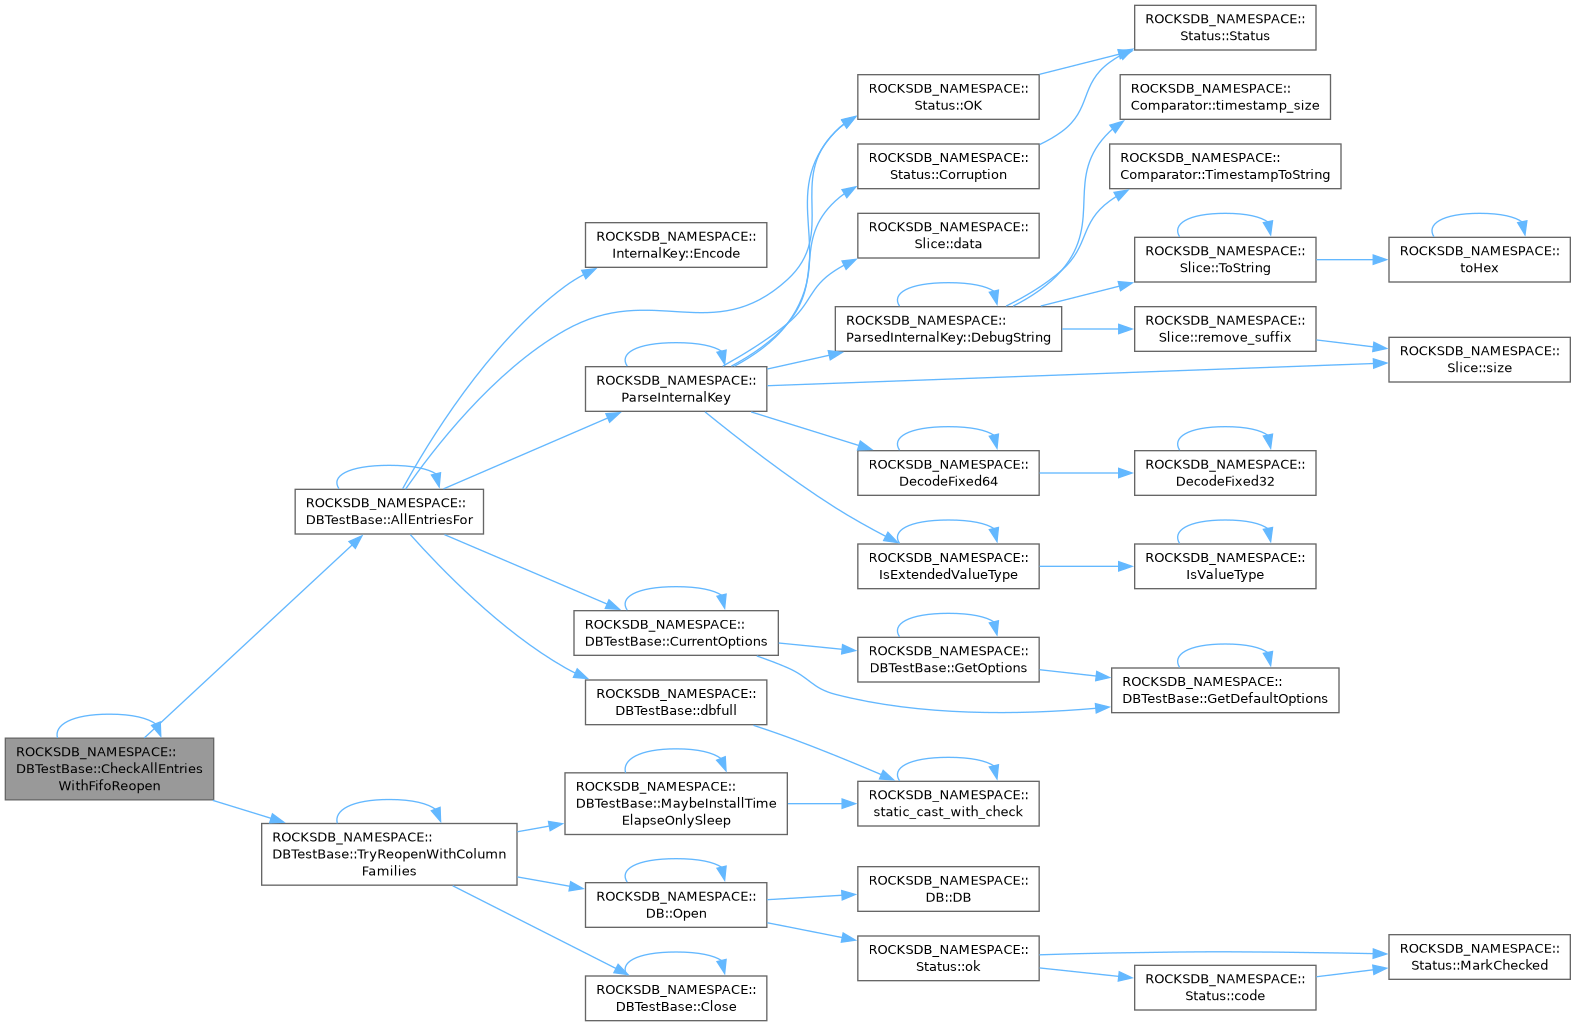 ROCKSDB_NAMESPACE::
DBTestBase::CheckAllEntries
WithFifoReopen
ROCKSDB_NAMESPACE::
DBTestBase::AllEntriesFor
ROCKSDB_NAMESPACE::
DBTestBase::TryReopenWithColumn
Families
ROCKSDB_NAMESPACE::
InternalKey::Encode
ROCKSDB_NAMESPACE::
ParseInternalKey
ROCKSDB_NAMESPACE::
DBTestBase::CurrentOptions
ROCKSDB_NAMESPACE::
DBTestBase::dbfull
ROCKSDB_NAMESPACE::
DBTestBase::MaybeInstallTime
ElapseOnlySleep
ROCKSDB_NAMESPACE::
DB::Open
ROCKSDB_NAMESPACE::
DBTestBase::Close
ROCKSDB_NAMESPACE::
Status::OK
ROCKSDB_NAMESPACE::
Status::Corruption
ROCKSDB_NAMESPACE::
Slice::data
ROCKSDB_NAMESPACE::
ParsedInternalKey::DebugString
ROCKSDB_NAMESPACE::
DecodeFixed64
ROCKSDB_NAMESPACE::
IsExtendedValueType
ROCKSDB_NAMESPACE::
DBTestBase::GetOptions
ROCKSDB_NAMESPACE::
static_cast_with_check
ROCKSDB_NAMESPACE::
DB::DB
ROCKSDB_NAMESPACE::
Status::ok
ROCKSDB_NAMESPACE::
Status::Status
ROCKSDB_NAMESPACE::
Comparator::timestamp_size
ROCKSDB_NAMESPACE::
Comparator::TimestampToString
ROCKSDB_NAMESPACE::
Slice::ToString
ROCKSDB_NAMESPACE::
Slice::remove_suffix
ROCKSDB_NAMESPACE::
DecodeFixed32
ROCKSDB_NAMESPACE::
IsValueType
ROCKSDB_NAMESPACE::
DBTestBase::GetDefaultOptions
ROCKSDB_NAMESPACE::
Status::code
ROCKSDB_NAMESPACE::
toHex
ROCKSDB_NAMESPACE::
Slice::size
ROCKSDB_NAMESPACE::
Status::MarkChecked